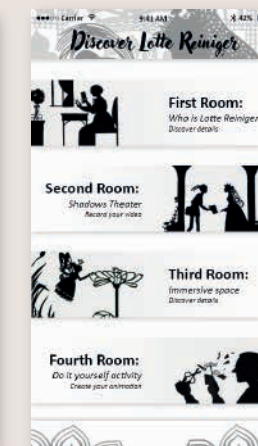 Carrier 9:41 AM 42%
Discover Lotte Reiniger
First Room:
Who is Lotte Reiniger
Discover details
Second Room:
Shadows Theater
Record your video
Third Room:
Immersive space
Discover details
Fourth Room:
Do it yourself activity
Create your animation